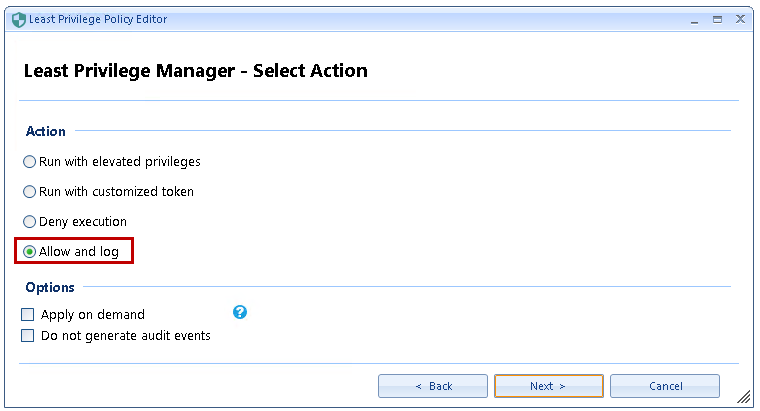 Least Privilege Policy Editor
Least Privilege Manager - Select Action
Action
Run with elevated privileges
Run with customized token
Deny execution
Allow and log
Options
Apply on demand
?
Do not generate audit events
< Back
Next >
Cancel